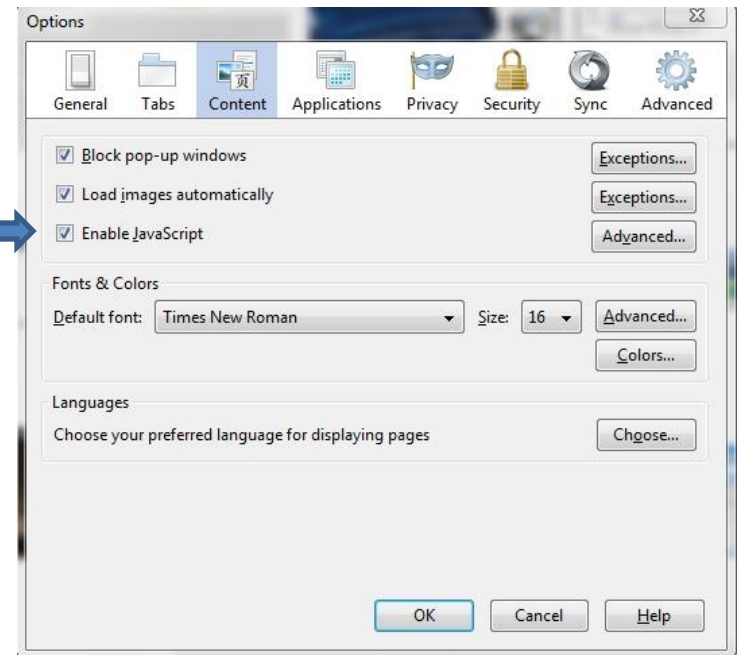 Options
General Tabs Content Applications Privacy Security Sync Advanced
页
Block pop-up windows Exceptions...
Load images automatically Exceptions...
Enable JavaScript Advanced...
Fonts & Colors
Default font: Times New Roman Size: 16 Advanced...
Colors...
Languages
Choose your preferred language for displaying pages Choose...
OK Cancel Help